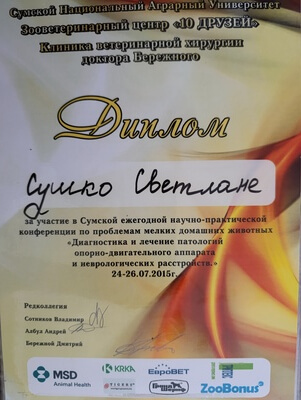 Сумской Национальный Аграрный Университет
Зооветеринарный центр «10 ДРУЗЕЙ»
Клиника ветеринарной хирургии
доктора Бережного
Диплом
Сушко Светлане
за участие в Сумской ежегодной научно-практической
конференции по проблемам мелких домашних животных
«Диагностика и лечение патологий
опорно-двигательного аппарата
и неврологических расстройств.»
24-26.07.2015г.
Редколлегия
Сотников Владимир
Албул Андрей
Бережной Дмитрий
MSD
Animal Health
KRKA
ЕвроВЕТ
ZooBonus